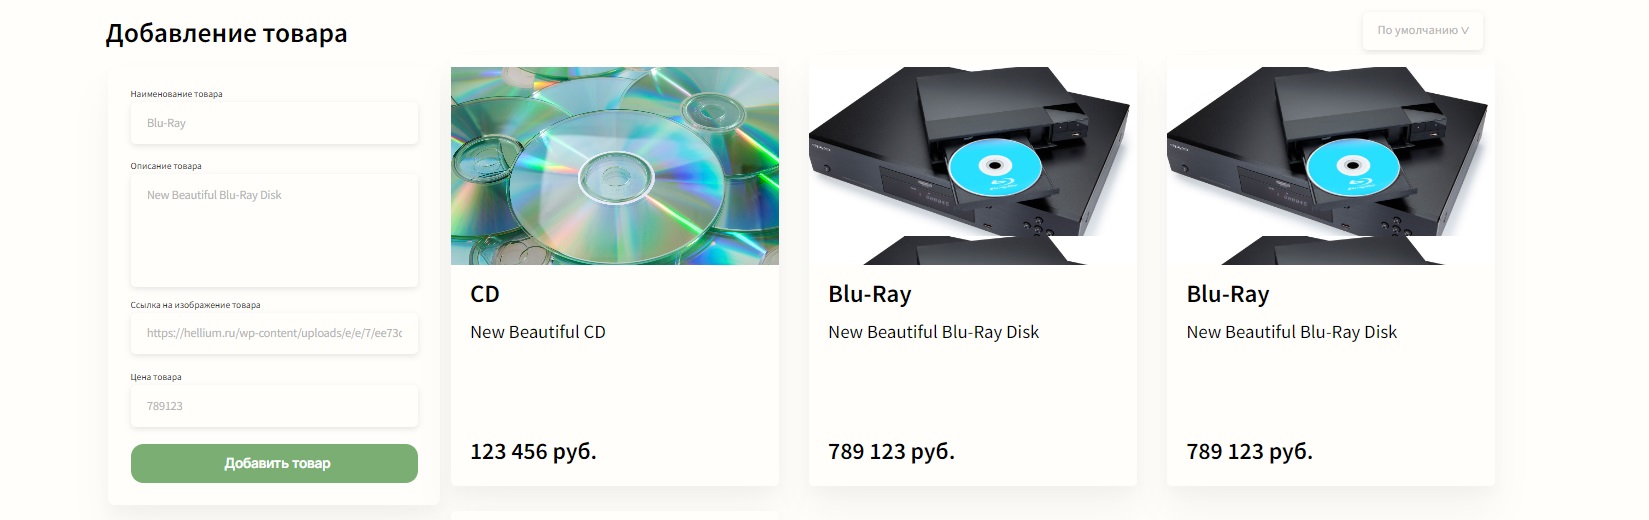 Добавление товара
По умолчанию V
Наименование товара
Blu-Ray
Описание товара
New Beautiful Blu-Ray Disk
Ссылка на изображение товара
https://hellium.ru/wp-content/uploads/e/e/7/ee73c
Цена товара
789123
Добавить товар
CD
New Beautiful CD
123 456 руб.
Blu-Ray
New Beautiful Blu-Ray Disk
789 123 руб.
Blu-Ray
New Beautiful Blu-Ray Disk
789 123 руб.